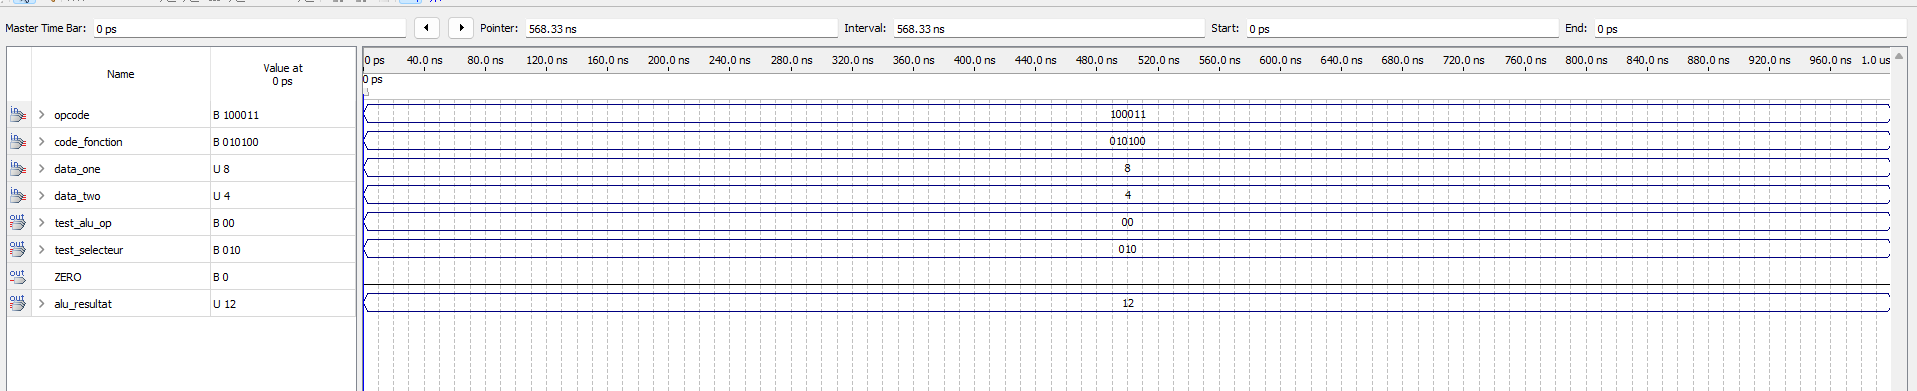 Master Time Bar: 0 ps Pointer: 568.33 ns Interval: 568.33 ns Start: 0 ps End: 0 ps
Name Value at 0 ps
0 ps 40.0 ns 80.0 ns 120.0 ns 160.0 ns 200.0 ns 240.0 ns 280.0 ns 320.0 ns 360.0 ns 400.0 ns 440.0 ns 480.0 ns 520.0 ns 560.0 ns 600.0 ns 640.0 ns 680.0 ns 720.0 ns 760.0 ns 800.0 ns 840.0 ns 880.0 ns 920.0 ns 960.0 ns 1.0 us
0 ps
in opcode B 100011 100011
in code_fonction B 010100 010100
in data_one U 8 8
in data_two U 4 4
out test_alu_op B 00 00
out test_selecteur B 010 010
out ZERO B 0
out alu_resultat U 12 12